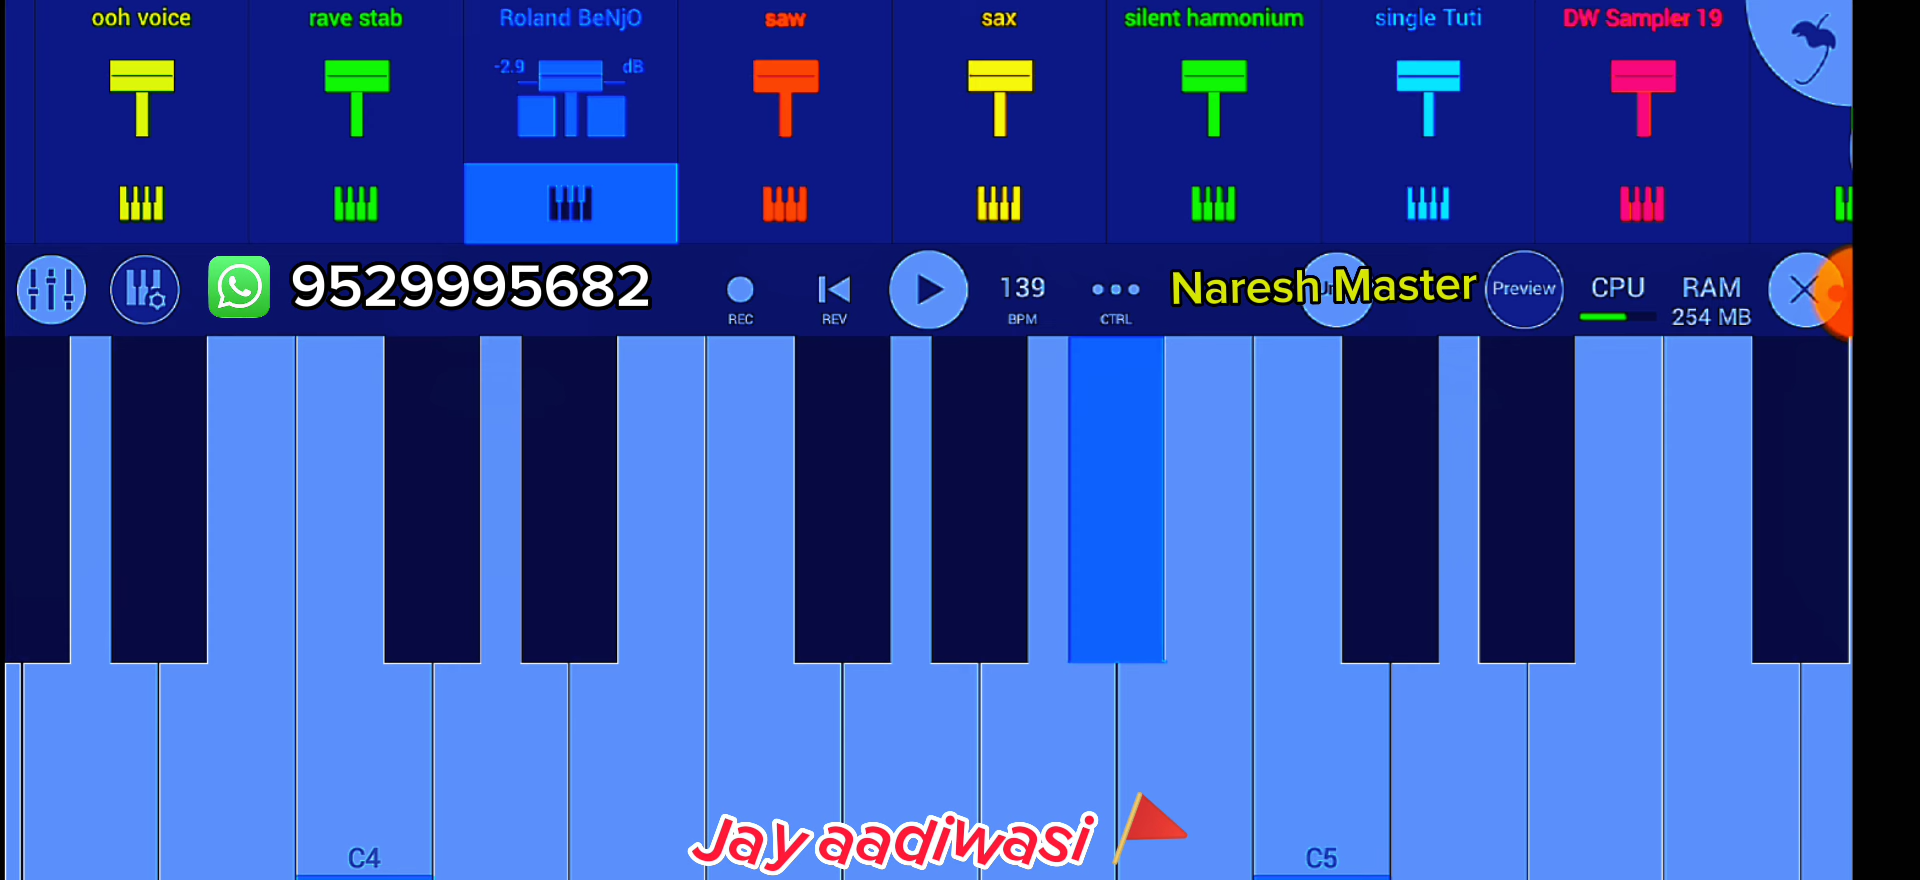 ooh voice
rave stab
Roland BeNjO
saw
sax
silent harmonium
single Tuti
DW Sampler 19
-2.9 dB
9529995682
REC
REV
139
BPM
CTRL
Naresh Master
Preview
CPU
RAM
254 MB
C4
Jay aadiwasi
C5